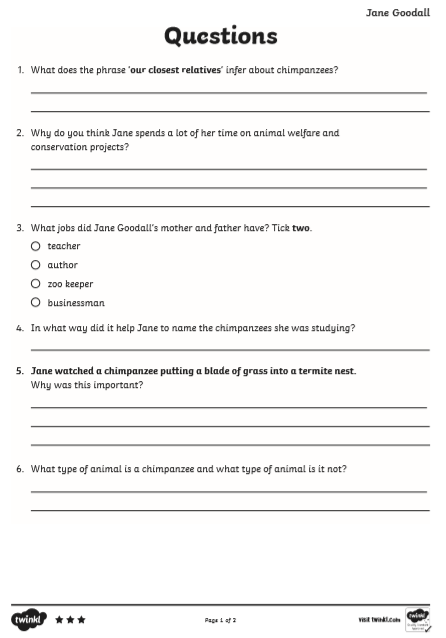 Jane Goodall
Questions
1. What does the phrase 'our closest relatives' infer about chimpanzees?
2. Why do you think Jane spends a lot of her time on animal welfare and
conservation projects?
3. What jobs did Jane Goodall's mother and father have? Tick two.
teacher
author
zoo keeper
businessman
4. In what way did it help Jane to name the chimpanzees she was studying?
5. Jane watched a chimpanzee putting a blade of grass into a termite nest.
Why was this important?
6. What type of animal is a chimpanzee and what type of animal is it not?
twinkl
Page 1 of 2
visit twinkl.com
twinkl